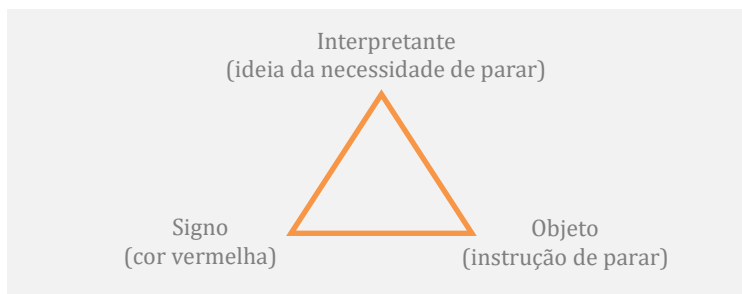 Interpretante
(ideia da necessidade de parar)
Signo
(cor vermelha)
Objeto
(instrução de parar)